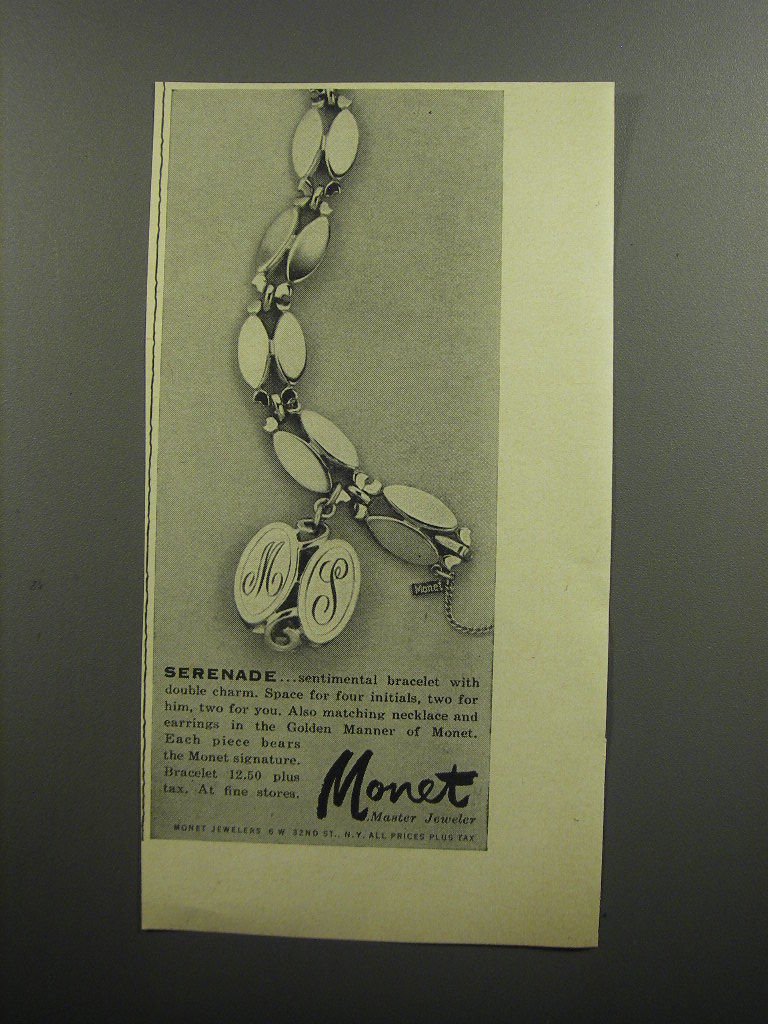 M S
Monet
SERENADE...sentimental bracelet with
double charm. Space for four initials, two for
him, two for you. Also matching necklace and
earrings in the Golden Manner of Monet.
Each piece bears
the Monet signature.
Bracelet 12.50 plus
tax. At fine stores.
Monet
Master Jeweler
MONET JEWELERS 6 W 32ND ST., N.Y. ALL PRICES PLUS TAX